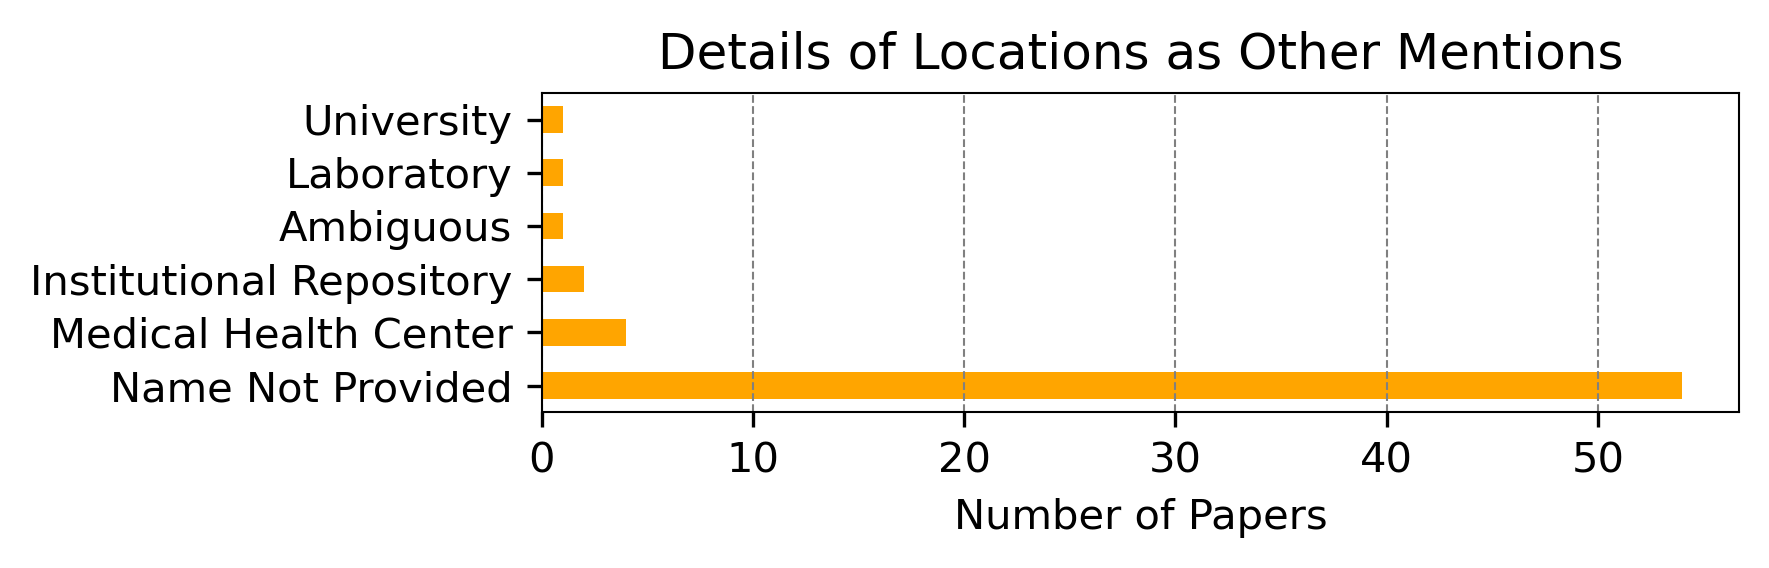 Details of Locations as Other Mentions
University
Laboratory
Ambiguous
Institutional Repository
Medical Health Center
Name Not Provided
0 10 20 30 40 50
Number of Papers